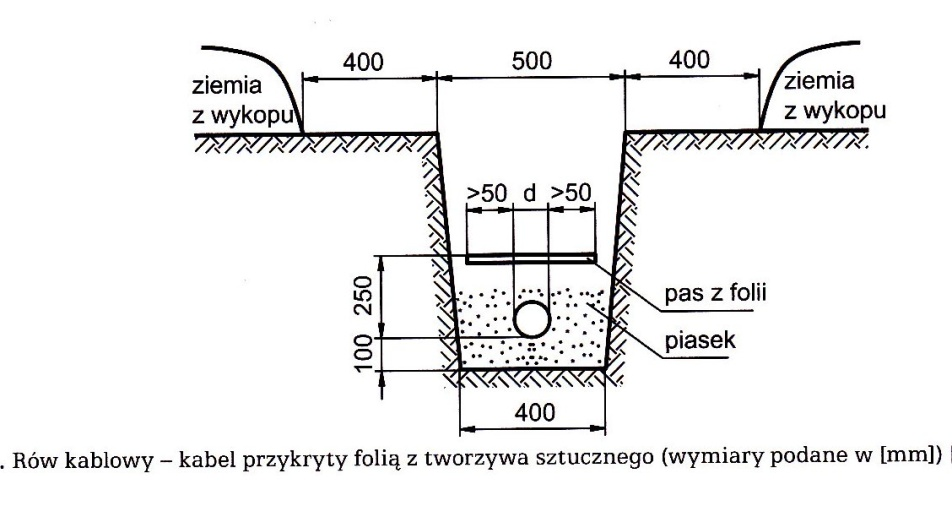 400 500 400
ziemia
z wykopu
ziemia
z wykopu
>50 d >50
250
pas z folii
piasek
100
400
. Rów kablowy – kabel przykryty folią z tworzywa sztucznego (wymiary podane w [mm])